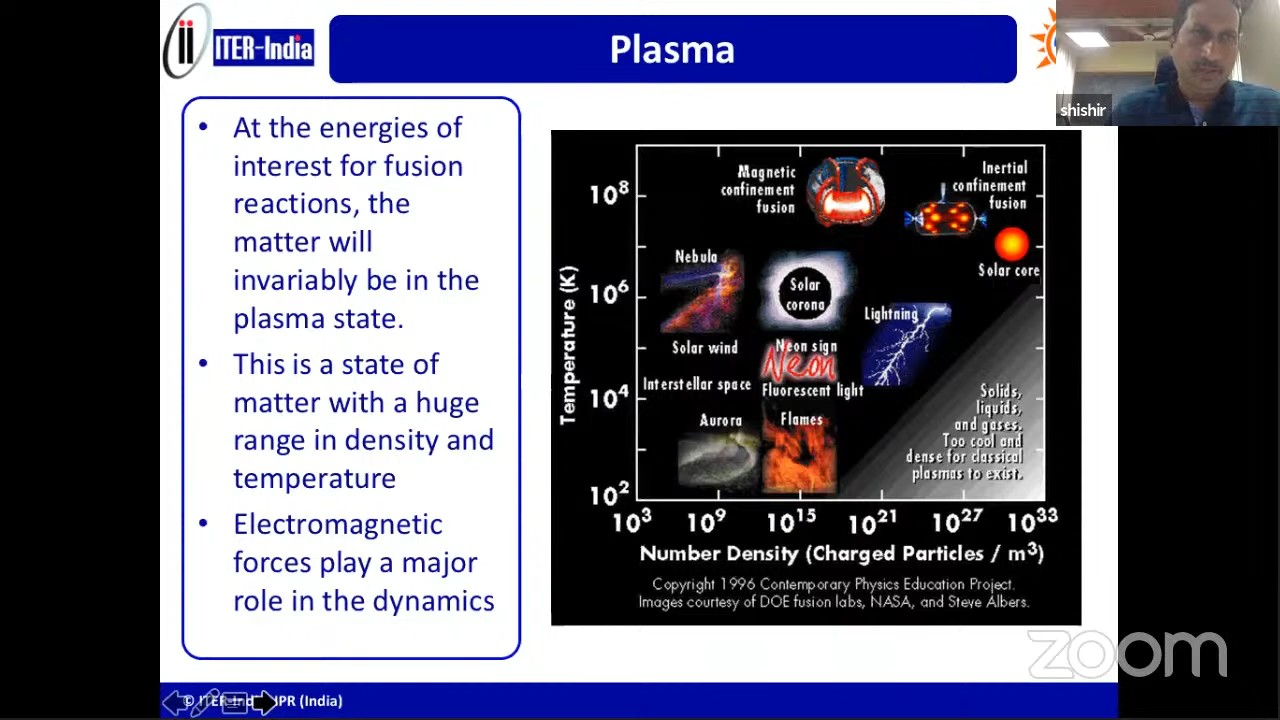 ii ITER-India
Plasma
shishir
• At the energies of
interest for fusion
reactions, the
matter will
invariably be in the
plasma state.
• This is a state of
matter with a huge
range in density and
temperature
• Electromagnetic
forces play a major
role in the dynamics
Magnetic
confinement
fusion
Inertial
confinement
fusion
Solar core
Nebula
Solar
corona
Lightning
Solar wind
Neon sign
Neon
Interstellar space
Fluorescent light
Aurora
Flames
Solids,
liquids,
and gases.
Too cool and
dense for classical
plasmas to exist.
Temperature (K)
10⁸
10⁶
10⁴
10²
10³ 10⁹ 10¹⁵ 10²¹ 10²⁷ 10³³
Number Density (Charged Particles / m³)
Copyright 1996 Contemporary Physics Education Project.
Images courtesy of DOE fusion labs, NASA, and Steve Albers.
zoom
© (India)